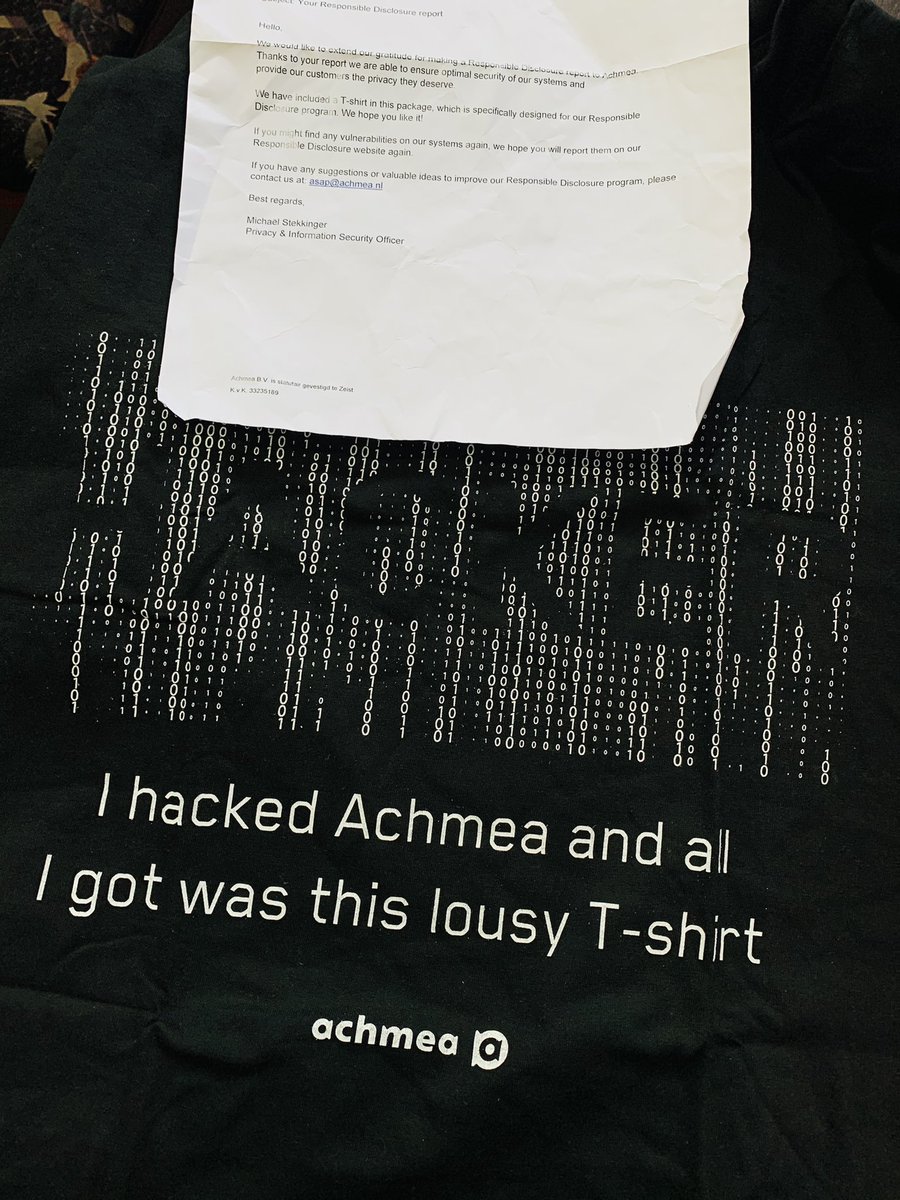 Subject: Your Responsible Disclosure report
Hello,
We would like to extend our gratitude for making a Responsible Disclosure report to Achmea.
Thanks to your report we are able to ensure optimal security of our systems and
provide our customers the privacy they deserve.
We have included a T-shirt in this package, which is specifically designed for our Responsible
Disclosure program. We hope you like it!
If you might find any vulnerabilities on our systems again, we hope you will report them on our
Responsible Disclosure website again.
If you have any suggestions or valuable ideas to improve our Responsible Disclosure program, please
contact us at: asap@achmea.nl
Best regards,
Michael Stekkinger
Privacy & Information Security Officer
Achmea B.V. is statutair gevestigd te Zeist
K.v.K. 33235189
HACKED
I hacked Achmea and all
I got was this lousy T-shirt
achmea